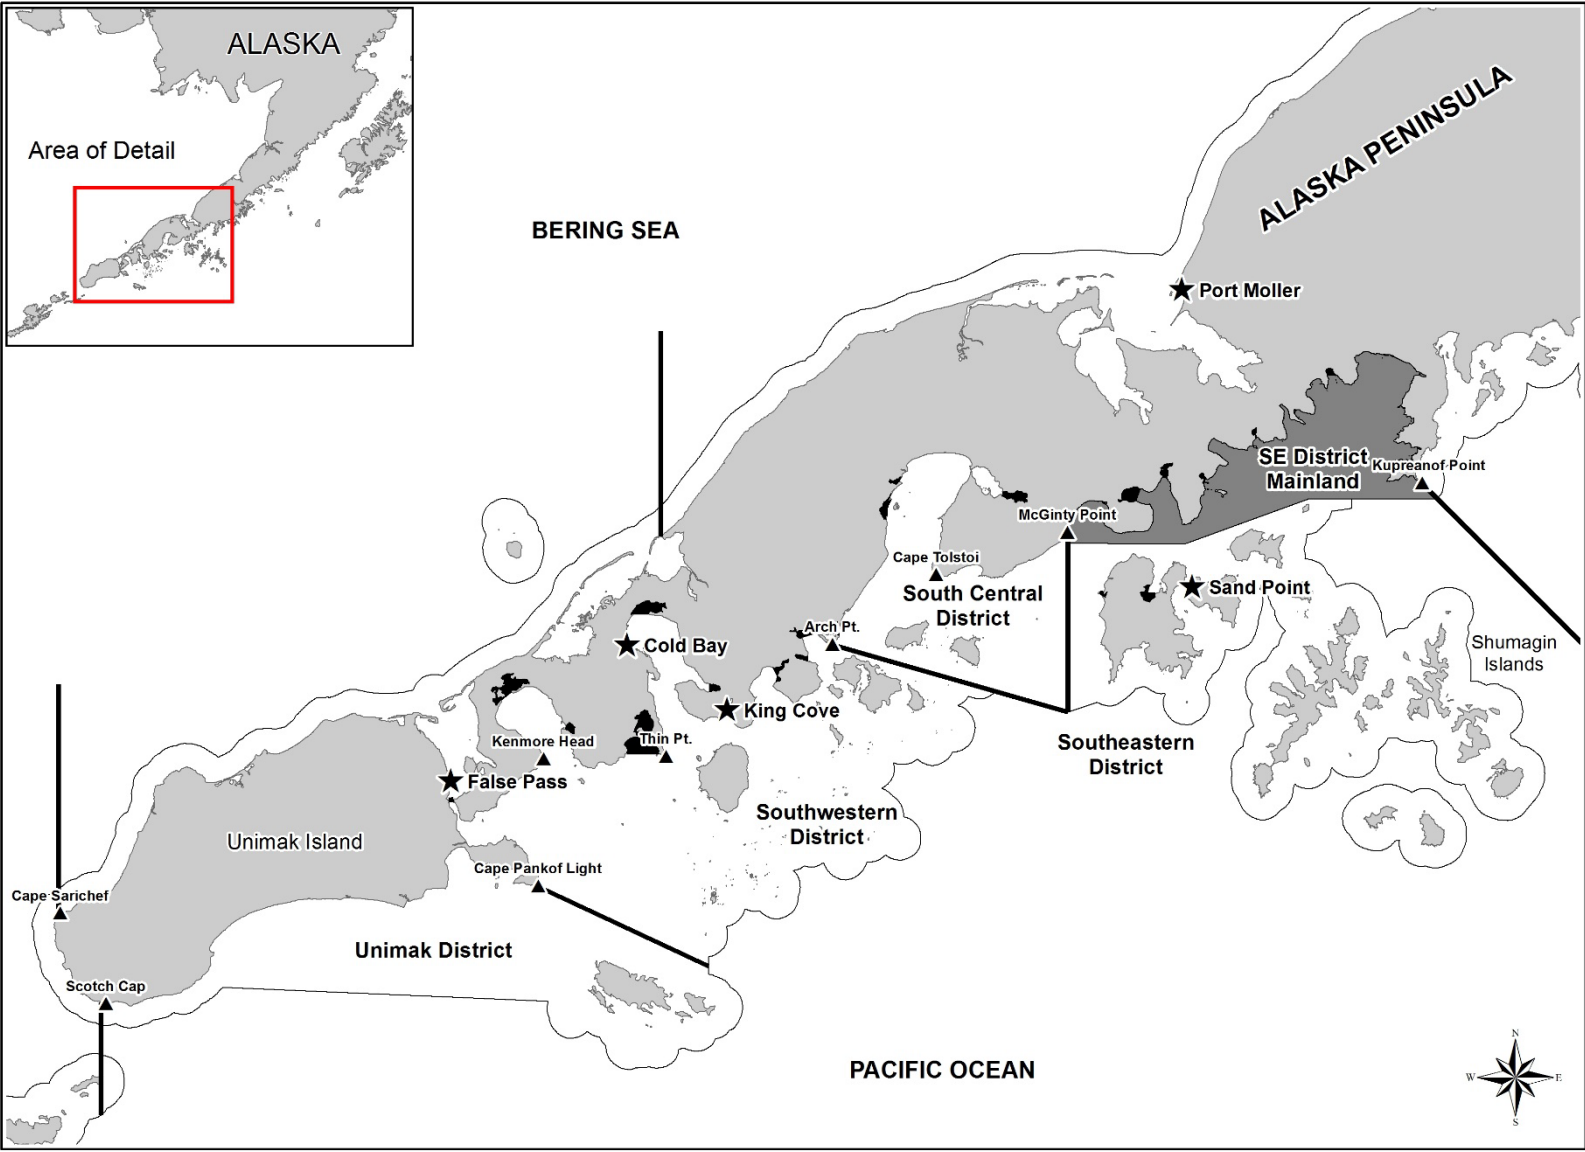 ALASKA
Area of Detail
ALASKA PENINSULA
BERING SEA
Port Moller
SE District
Mainland
Kupreanof Point
McGinty Point
Cape Tolstoi
South Central
District
Sand Point
Arch Pt.
Shumagin
Islands
Cold Bay
King Cove
Kenmore Head
Thin Pt.
Southeastern
District
False Pass
Southwestern
District
Unimak Island
Cape Pankof Light
Cape Sarichef
Unimak District
Scotch Cap
PACIFIC OCEAN
N
W
E
S